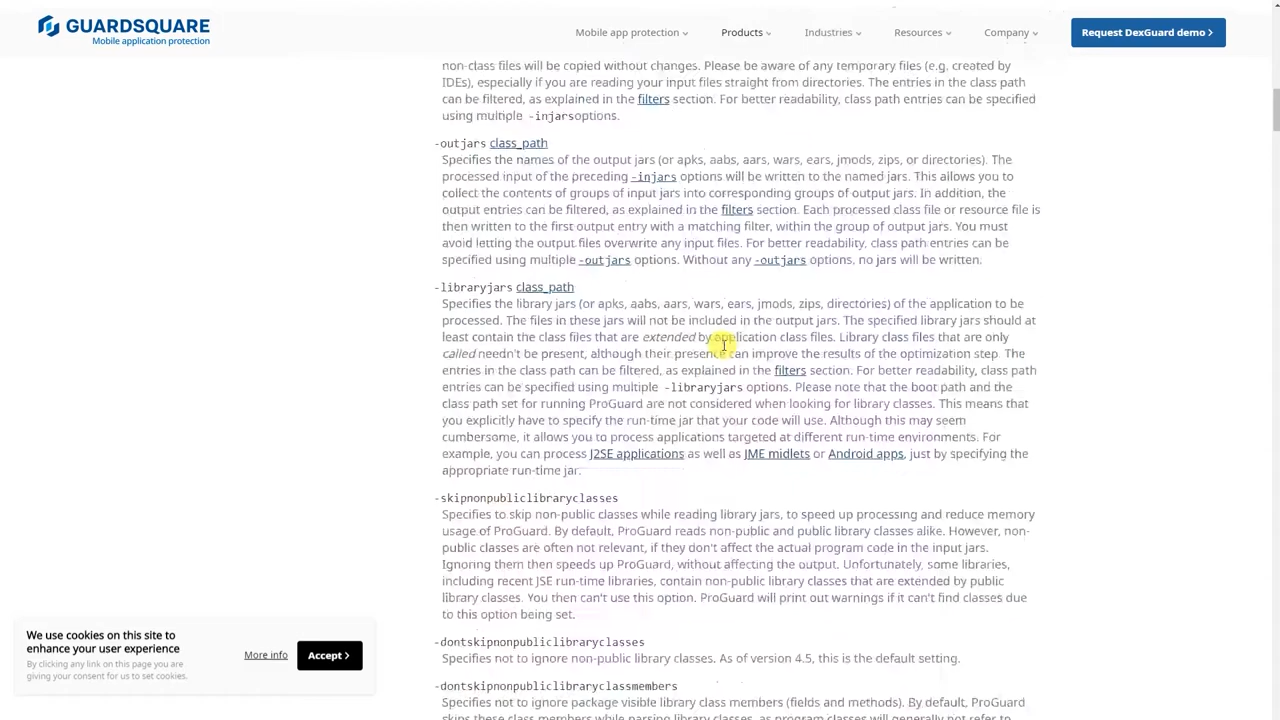 GUARDSQUARE
Mobile application protection
Mobile app protection
Products
Industries
Resources
Company
Request DexGuard demo
non-class files will be copied without changes. Please be aware of any temporary files (e.g. created by
IDEs), especially if you are reading your input files straight from directories. The entries in the class path
can be filtered, as explained in the filters section. For better readability, class path entries can be specified
using multiple -injarsoptions.
-outjars class_path
Specifies the names of the output jars (or apks, aabs, aars, wars, ears, jmods, zips, or directories). The
processed input of the preceding -injars options will be written to the named jars. This allows you to
collect the contents of groups of input jars into corresponding groups of output jars. In addition, the
output entries can be filtered, as explained in the filters section. Each processed class file or resource file is
then written to the first output entry with a matching filter, within the group of output jars. You must
avoid letting the output files overwrite any input files. For better readability, class path entries can be
specified using multiple -outjars options. Without any -outjars options, no jars will be written.
-libraryjars class_path
Specifies the library jars (or apks, aabs, aars, wars, ears, jmods, zips, directories) of the application to be
processed. The files in these jars will not be included in the output jars. The specified library jars should at
least contain the class files that are extended by application class files. Library class files that are only
called needn't be present, although their presence can improve the results of the optimization step. The
entries in the class path can be filtered, as explained in the filters section. For better readability, class path
entries can be specified using multiple -libraryjars options. Please note that the boot path and the
class path set for running ProGuard are not considered when looking for library classes. This means that
you explicitly have to specify the run-time jar that your code will use. Although this may seem
cumbersome, it allows you to process applications targeted at different run-time environments. For
example, you can process J2SE applications as well as JME midlets or Android apps, just by specifying the
appropriate run-time jar.
-skipnonpubliclibraryclasses
Specifies to skip non-public classes while reading library jars, to speed up processing and reduce memory
usage of ProGuard. By default, ProGuard reads non-public and public library classes alike. However, non-
public classes are often not relevant, if they don't affect the actual program code in the input jars.
Ignoring them then speeds up ProGuard, without affecting the output. Unfortunately, some libraries,
including recent JSE run-time libraries, contain non-public library classes that are extended by public
library classes. You then can't use this option. ProGuard will print out warnings if it can't find classes due
to this option being set.
-dontskipnonpubliclibraryclasses
Specifies not to ignore non-public library classes. As of version 4.5, this is the default setting.
-dontskipnonpubliclibraryclassmembers
Specifies not to ignore package visible library class members (fields and methods). By default, ProGuard
skips these class members while parsing library classes, as program classes will generally not refer to
We use cookies on this site to
enhance your user experience
By clicking any link on this page you are
giving your consent for us to set cookies.
More info
Accept